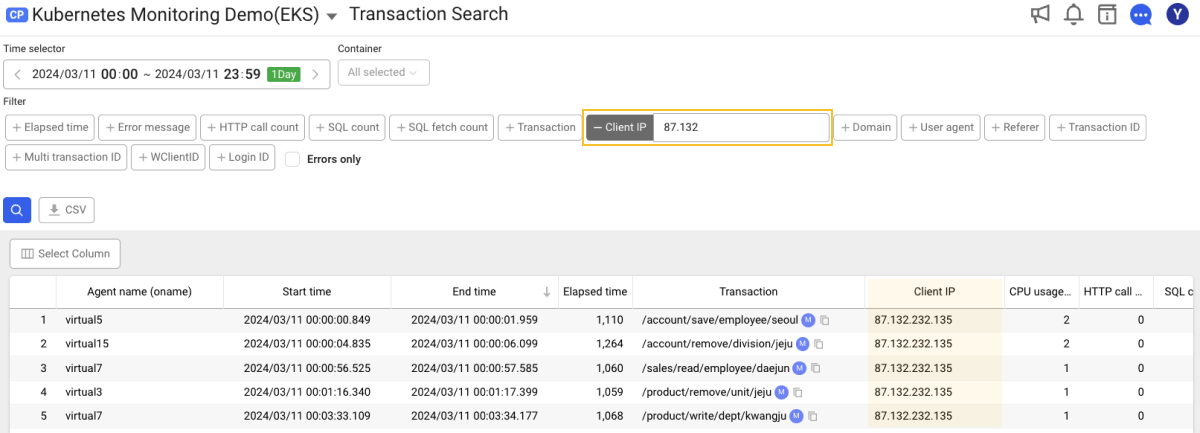 CP Kubernetes Monitoring Demo(EKS) Transaction Search Y
Time selector Container
2024/03/11 00:00 ~ 2024/03/11 23:59 1Day All selected
Filter
+ Elapsed time + Error message + HTTP call count + SQL count + SQL fetch count + Transaction − Client IP 87.132 + Domain + User agent + Referer + Transaction ID
+ Multi transaction ID + WClientID + Login ID Errors only
CSV
Select Column
Agent name (oname) Start time End time ↓ Elapsed time Transaction Client IP CPU usage... HTTP call ... SQL c
1 virtual5 2024/03/11 00:00:00.849 2024/03/11 00:00:01.959 1,110 /account/save/employee/seoul M 87.132.232.135 2 0
2 virtual15 2024/03/11 00:00:04.835 2024/03/11 00:00:06.099 1,264 /account/remove/division/jeju M 87.132.232.135 2 0
3 virtual7 2024/03/11 00:00:56.525 2024/03/11 00:00:57.585 1,060 /sales/read/employee/daejun M 87.132.232.135 1 0
4 virtual3 2024/03/11 00:01:16.340 2024/03/11 00:01:17.399 1,059 /product/remove/unit/jeju M 87.132.232.135 1 0
5 virtual7 2024/03/11 00:03:33.109 2024/03/11 00:03:34.177 1,068 /product/write/dept/kwangju M 87.132.232.135 1 0